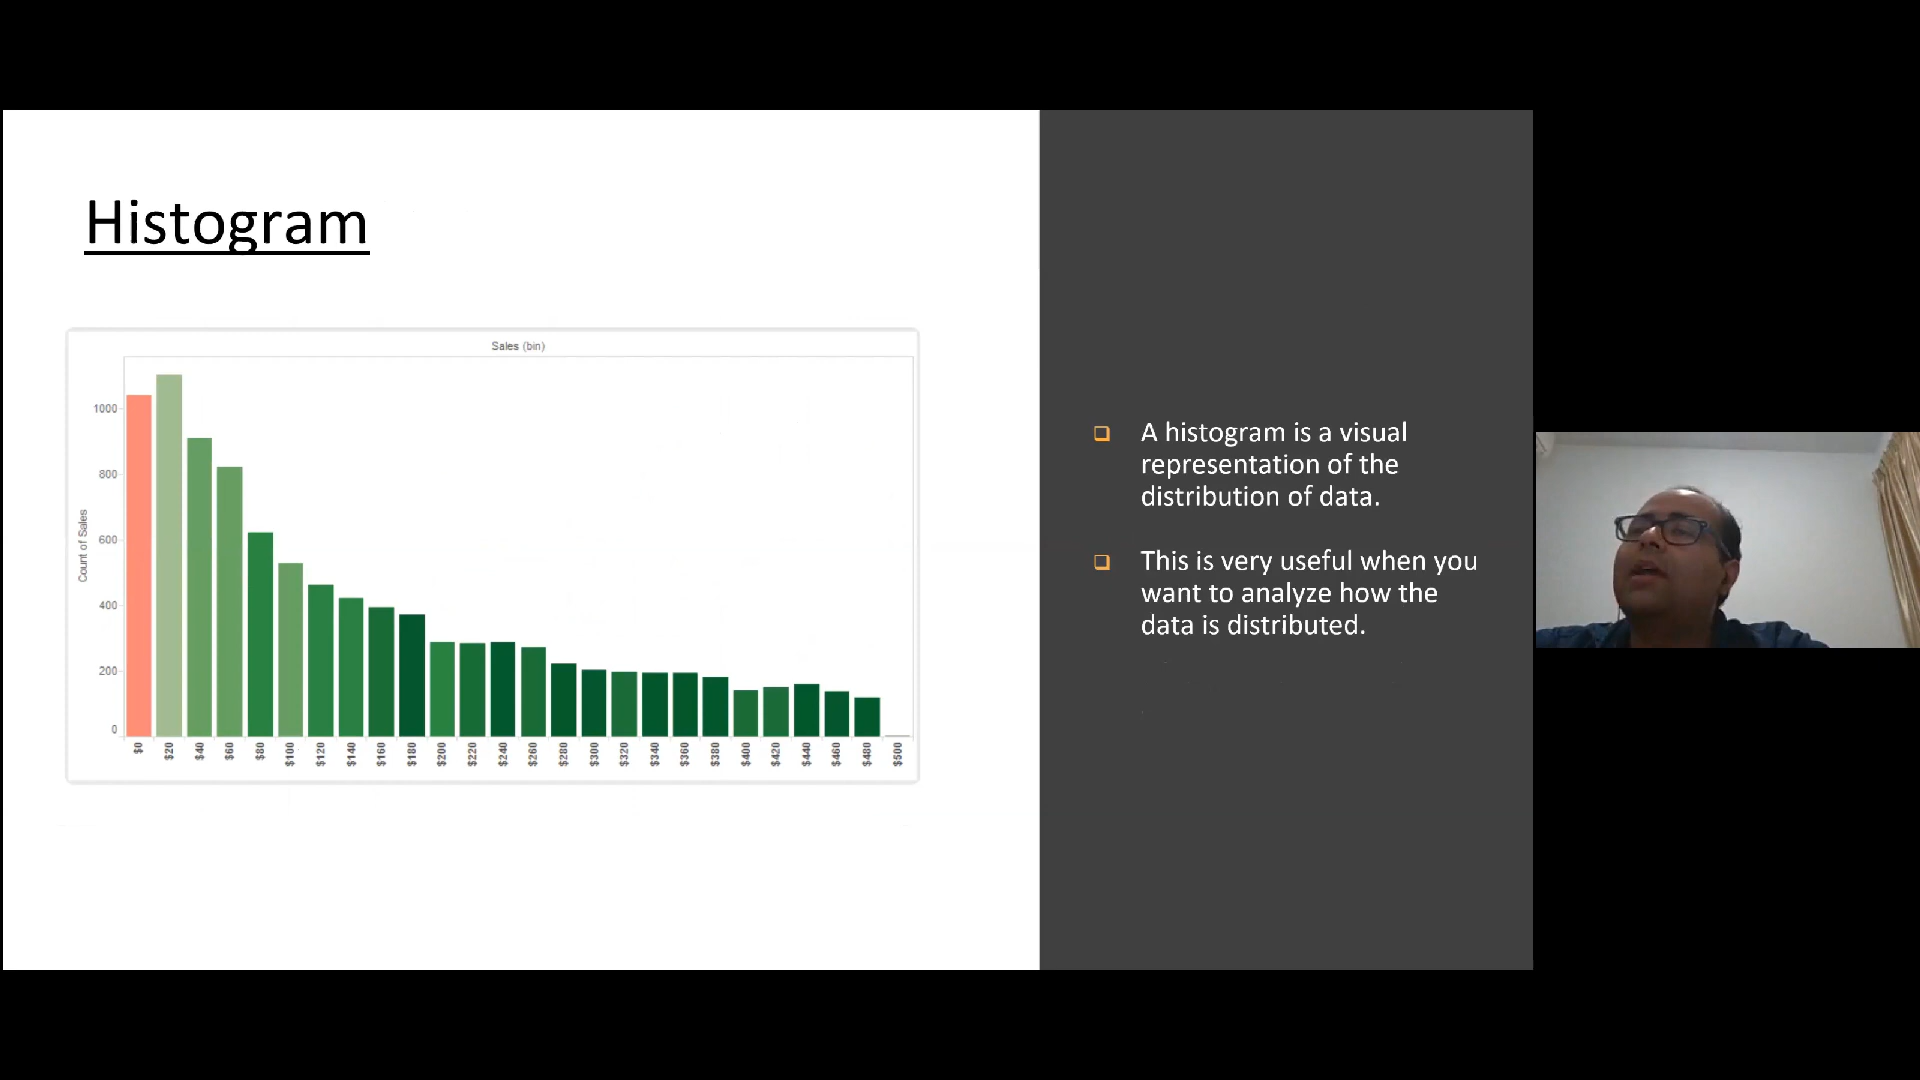 Histogram
Sales (bin)
Count of Sales
1000
800
600
400
200
0
$0 $20 $40 $60 $80 $100 $120 $140 $160 $180 $200 $220 $240 $260 $280 $300 $320 $340 $360 $380 $400 $420 $440 $460 $480 $500
❑ A histogram is a visual
representation of the
distribution of data.
❑ This is very useful when you
want to analyze how the
data is distributed.